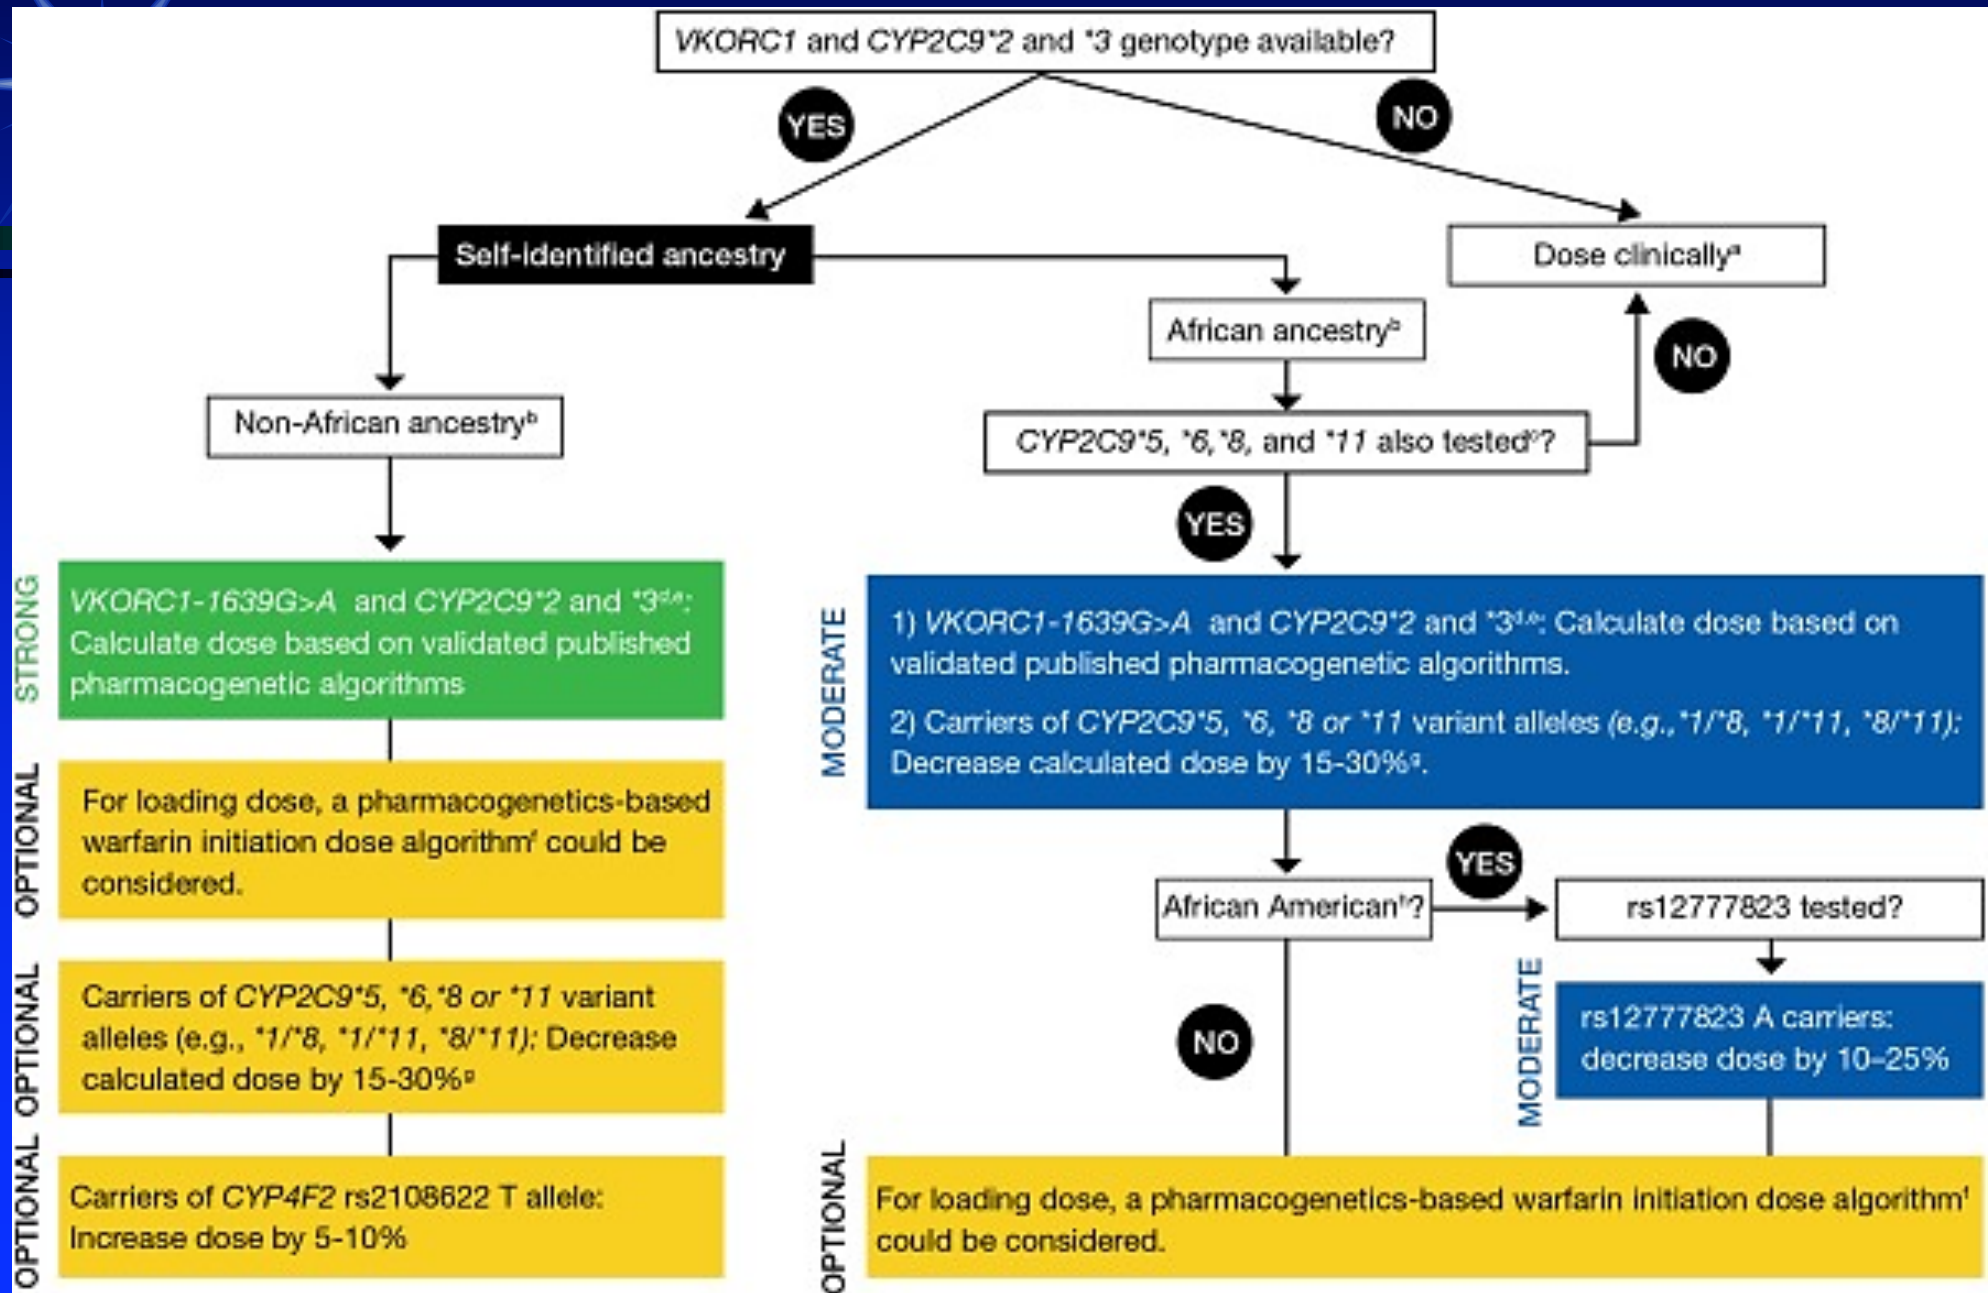 VKORC1 and CYP2C9*2 and *3 genotype available?
YES
NO
Self-identified ancestry
Dose clinicallyᵃ
African ancestryᵇ
NO
Non-African ancestryᵇ
CYP2C9*5, *6,*8, and *11 also testedᶜ?
YES
STRONG
VKORC1-1639G>A and CYP2C9*2 and *3ᵈ,ᵉ:
Calculate dose based on validated published
pharmacogenetic algorithms
MODERATE
1) VKORC1-1639G>A and CYP2C9*2 and *3ᵈ,ᵉ: Calculate dose based on
validated published pharmacogenetic algorithms.
2) Carriers of CYP2C9*5, *6, *8 or *11 variant alleles (e.g.,*1/*8, *1/*11, *8/*11):
Decrease calculated dose by 15-30%ᵍ.
OPTIONAL
For loading dose, a pharmacogenetics-based
warfarin initiation dose algorithmᶠ could be
considered.
African Americanʰ?
YES
rs12777823 tested?
OPTIONAL
Carriers of CYP2C9*5, *6,*8 or *11 variant
alleles (e.g., *1/*8, *1/*11, *8/*11): Decrease
calculated dose by 15-30%ᵍ
NO
MODERATE
rs12777823 A carriers:
decrease dose by 10–25%
OPTIONAL
Carriers of CYP4F2 rs2108622 T allele:
Increase dose by 5-10%
OPTIONAL
For loading dose, a pharmacogenetics-based warfarin initiation dose algorithmᶠ
could be considered.